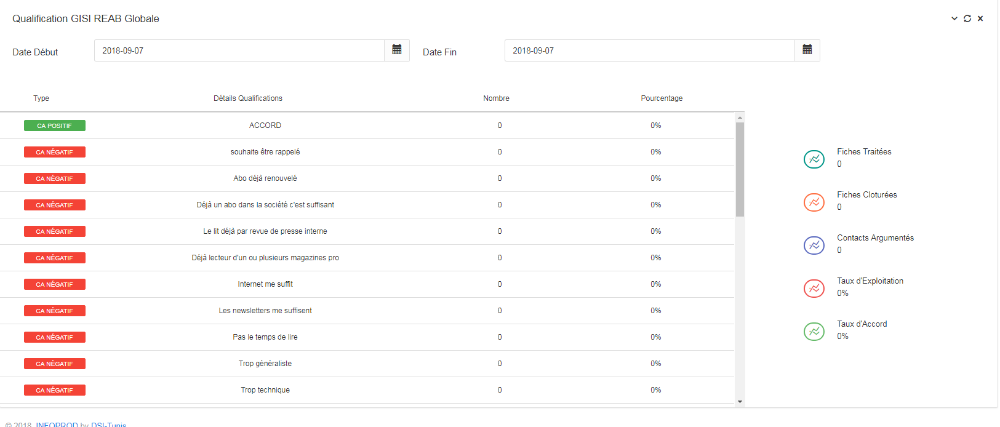 Qualification GISI REAB Globale
Date Début 2018-09-07 Date Fin 2018-09-07
Type Détails Qualifications Nombre Pourcentage
CA POSITIF ACCORD 0 0%
CA NÉGATIF souhaite être rappelé 0 0%
CA NÉGATIF Abo déjà renouvelé 0 0%
CA NÉGATIF Déjà un abo dans la société c'est suffisant 0 0%
CA NÉGATIF Le lit déjà par revue de presse interne 0 0%
CA NÉGATIF Déjà lecteur d'un ou plusieurs magazines pro 0 0%
CA NÉGATIF Internet me suffit 0 0%
CA NÉGATIF Les newsletters me suffisent 0 0%
CA NÉGATIF Pas le temps de lire 0 0%
CA NÉGATIF Trop généraliste 0 0%
CA NÉGATIF Trop technique 0 0%
Fiches Traitées
0
Fiches Cloturées
0
Contacts Argumentés
0
Taux d'Exploitation
0%
Taux d'Accord
0%
© 2018. INFOPROD by DSI-Tunis